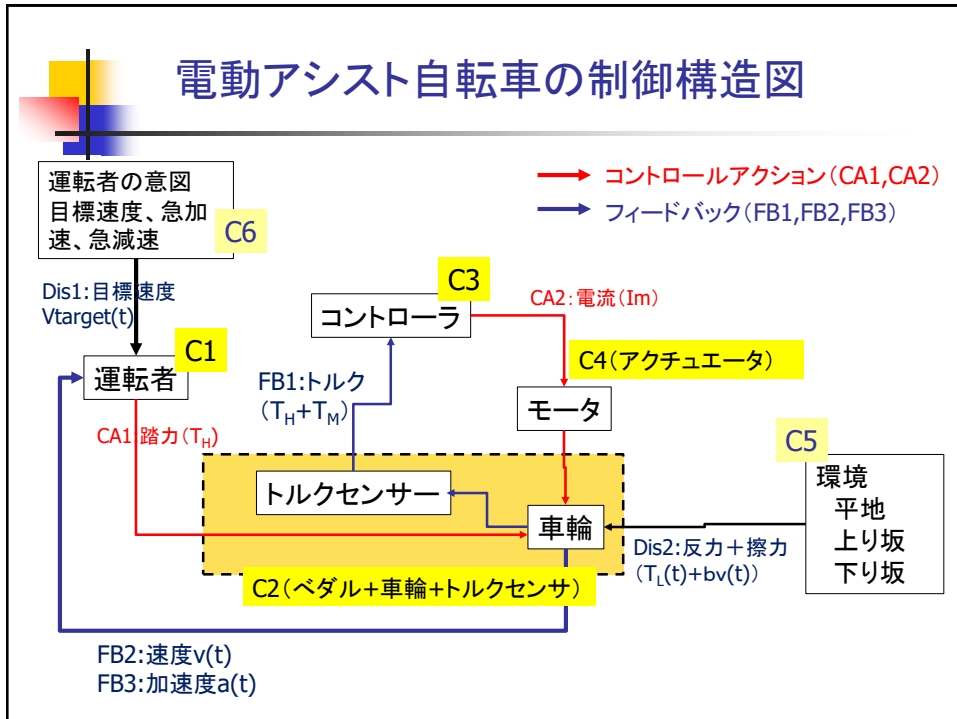 電動アシスト自転車の制御構造図
運転者の意図
目標速度、急加
速、急減速
C6
コントロールアクション(CA1,CA2)
フィードバック(FB1,FB2,FB3)
Dis1:目標速度
Vtarget(t)
C3
コントローラ
CA2:電流(Im)
C1
運転者
C4(アクチュエータ)
FB1:トルク
(TH+TM)
モータ
CA1:踏力(TH)
C5
環境
平地
上り坂
下り坂
トルクセンサー
車輪
Dis2:反力+擦力
(TL(t)+bv(t))
C2(ペダル+車輪+トルクセンサ)
FB2:速度v(t)
FB3:加速度a(t)